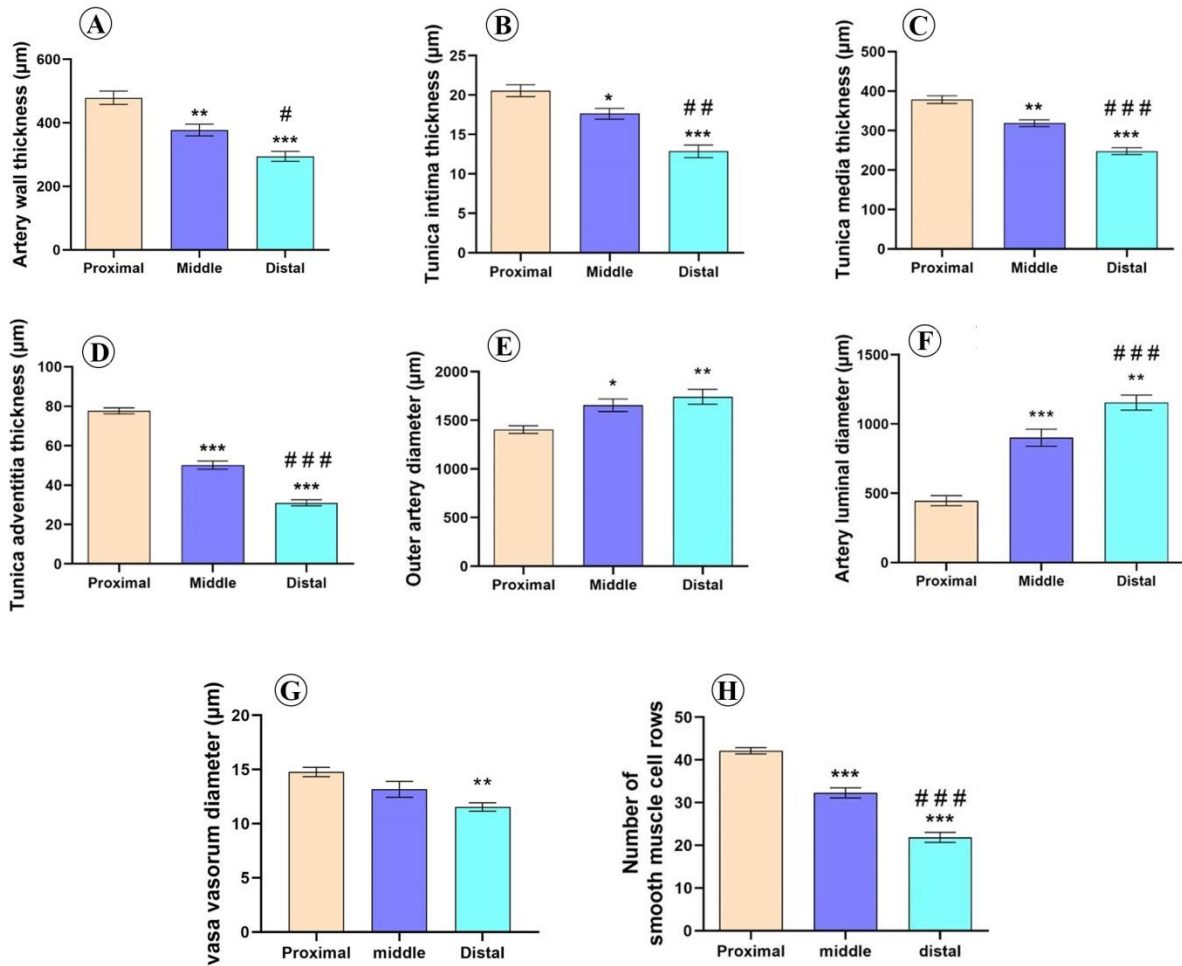 A
Artery wall thickness (µm)
600
400
200
0
**
#
***
Proximal Middle Distal
B
Tunica intima thickness (µm)
25
20
15
10
5
0
*
##
***
Proximal Middle Distal
C
Tunica media thickness (µm)
500
400
300
200
100
0
**
###
***
Proximal Middle Distal
D
Tunica adventitia thickness (µm)
100
80
60
40
20
0
***
###
***
Proximal Middle Distal
E
Outer artery diameter (µm)
2000
1500
1000
500
0
*
**
Proximal Middle Distal
F
Artery luminal diameter (µm)
1500
1000
500
0
***
###
**
Proximal Middle Distal
G
vasa vasorum diameter (µm)
20
15
10
5
0
**
Proximal middle Distal
H
Number of
smooth muscle cell rows
50
40
30
20
10
0
***
###
***
Proximal middle distal